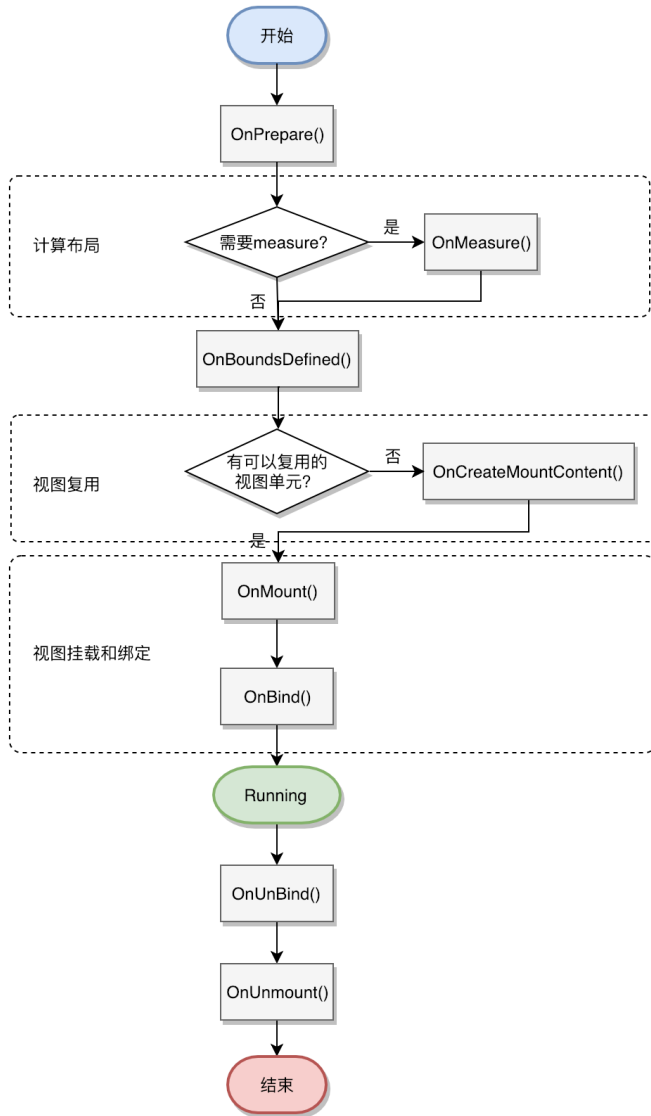 开始
OnPrepare()
计算布局
需要measure?
是
OnMeasure()
否
OnBoundsDefined()
视图复用
有可以复用的
视图单元?
否
OnCreateMountContent()
是
OnMount()
视图挂载和绑定
OnBind()
Running
OnUnBind()
OnUnmount()
结束